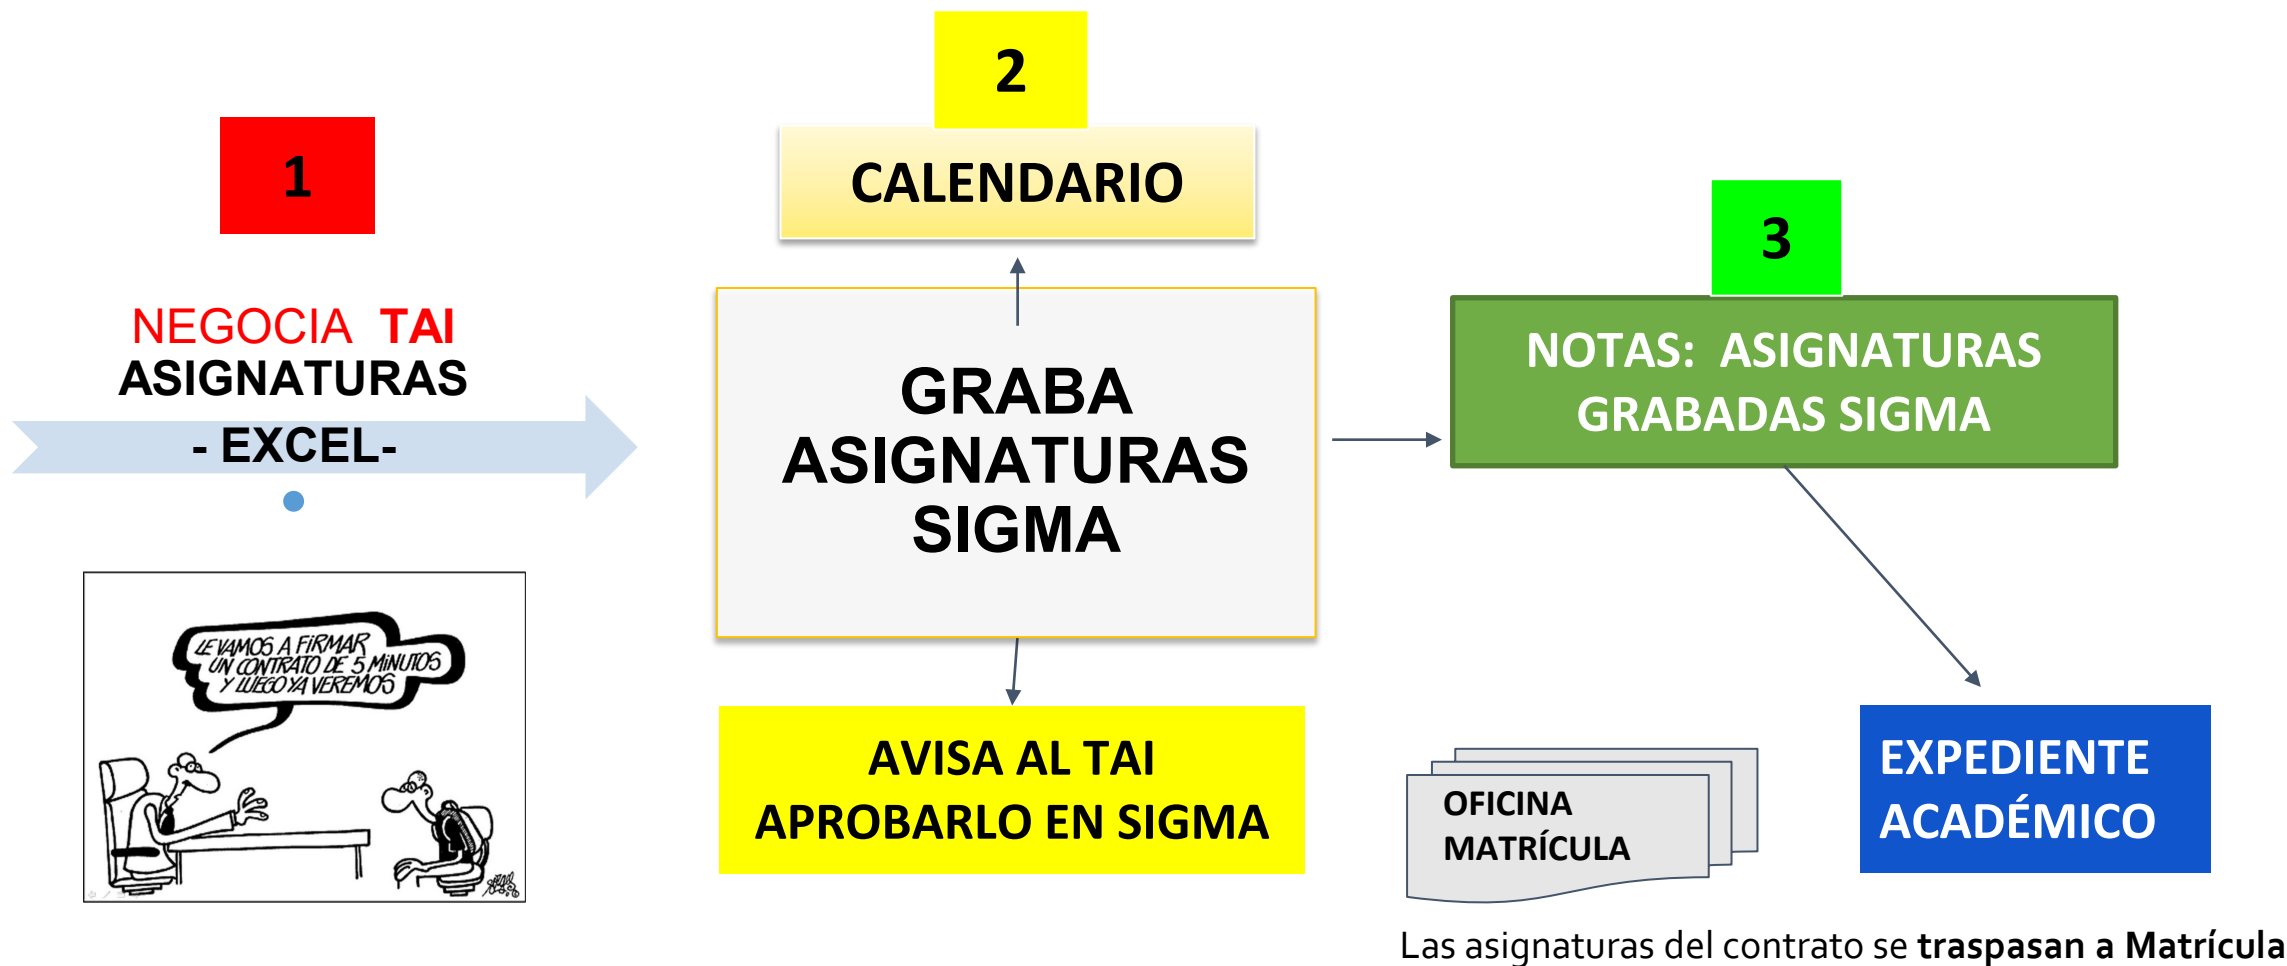 1
NEGOCIA TAI
ASIGNATURAS
- EXCEL-
LE VAMOS A FiRMAR
UN CONTRATO DE 5 MiNUTOS
Y LUEGO YA VEREMOS
2
CALENDARIO
GRABA
ASIGNATURAS
SIGMA
AVISA AL TAI
APROBARLO EN SIGMA
3
NOTAS: ASIGNATURAS
GRABADAS SIGMA
OFICINA
MATRÍCULA
EXPEDIENTE
ACADÉMICO
Las asignaturas del contrato se traspasan a Matrícula